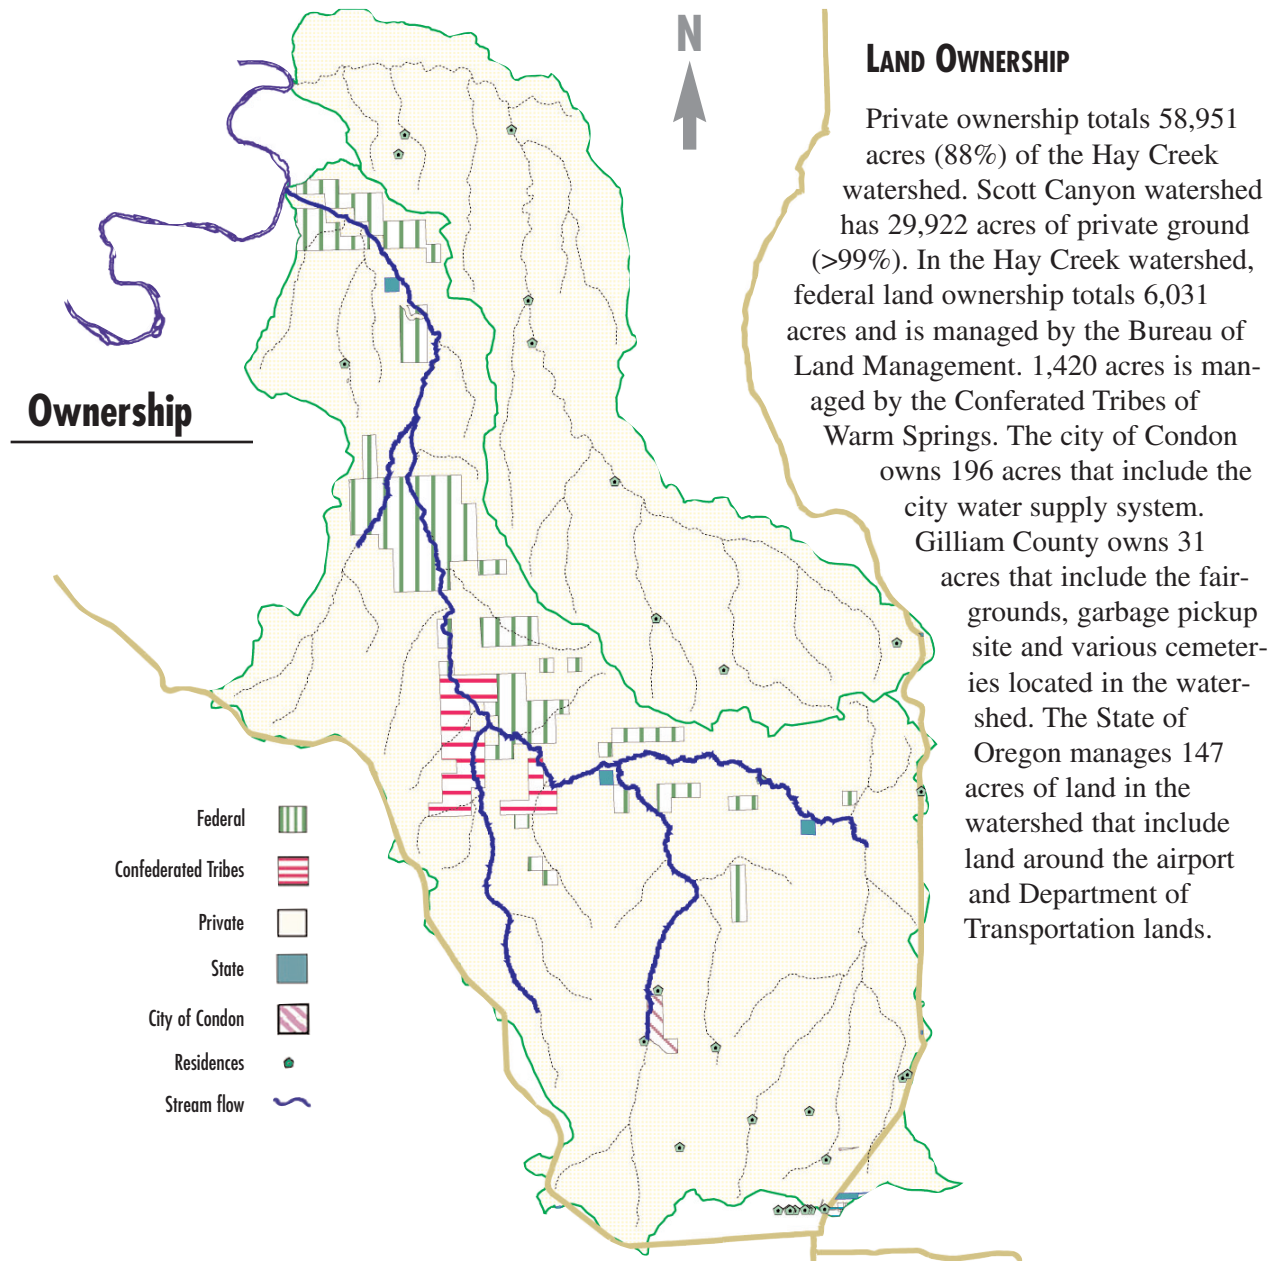 N
LAND OWNERSHIP
Private ownership totals 58,951
acres (88%) of the Hay Creek
watershed. Scott Canyon watershed
has 29,922 acres of private ground
(>99%). In the Hay Creek watershed,
federal land ownership totals 6,031
acres and is managed by the Bureau of
Land Management. 1,420 acres is man-
aged by the Conferated Tribes of
Warm Springs. The city of Condon
owns 196 acres that include the
city water supply system.
Gilliam County owns 31
acres that include the fair-
grounds, garbage pickup
site and various cemeter-
ies located in the water-
shed. The State of
Oregon manages 147
acres of land in the
watershed that include
land around the airport
and Department of
Transportation lands.
Ownership
Federal
Confederated Tribes
Private
State
City of Condon
Residences
Stream flow